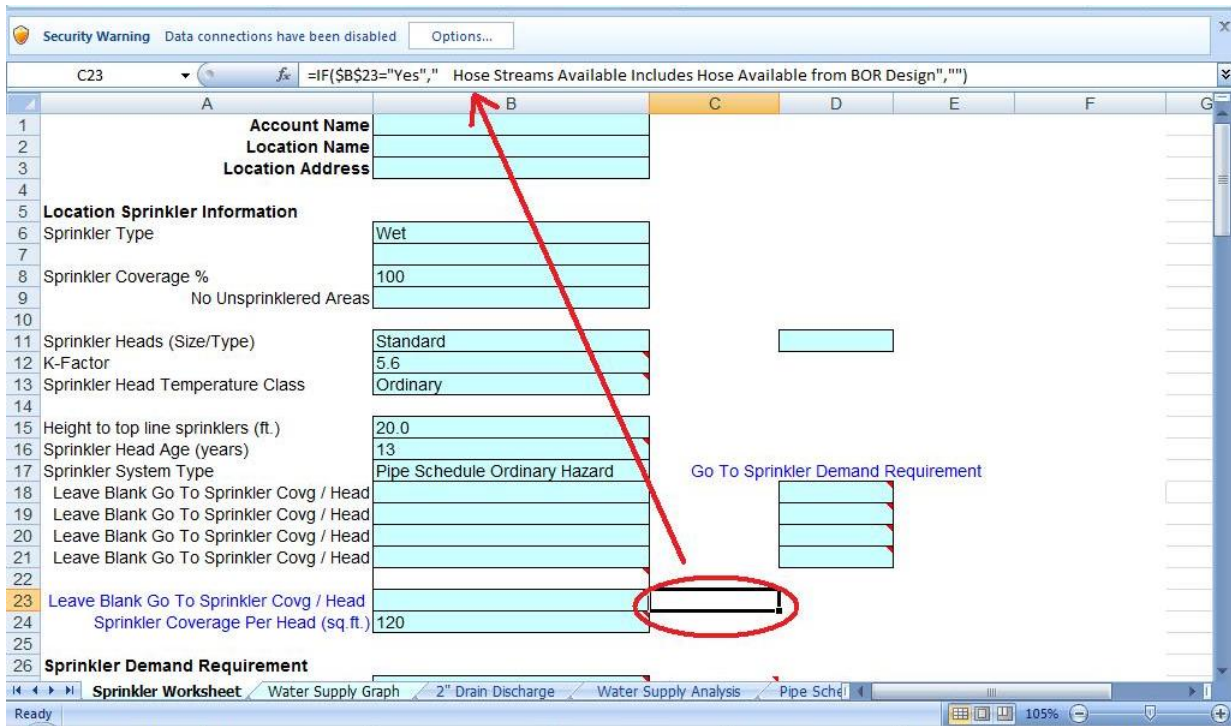 Security Warning Data connections have been disabled Options...
C23 fx =IF($B$23="Yes","   Hose Streams Available Includes Hose Available from BOR Design","")
A B C D E F G
1 Account Name
2 Location Name
3 Location Address
4
5 Location Sprinkler Information
6 Sprinkler Type Wet
7
8 Sprinkler Coverage % 100
9 No Unsprinklered Areas
10
11 Sprinkler Heads (Size/Type) Standard
12 K-Factor 5.6
13 Sprinkler Head Temperature Class Ordinary
14
15 Height to top line sprinklers (ft.) 20.0
16 Sprinkler Head Age (years) 13
17 Sprinkler System Type Pipe Schedule Ordinary Hazard Go To Sprinkler Demand Requirement
18 Leave Blank Go To Sprinkler Covg / Head
19 Leave Blank Go To Sprinkler Covg / Head
20 Leave Blank Go To Sprinkler Covg / Head
21 Leave Blank Go To Sprinkler Covg / Head
22
23 Leave Blank Go To Sprinkler Covg / Head
24 Sprinkler Coverage Per Head (sq.ft.) 120
25
26 Sprinkler Demand Requirement
Sprinkler Worksheet Water Supply Graph 2" Drain Discharge Water Supply Analysis Pipe Sche
Ready 105%